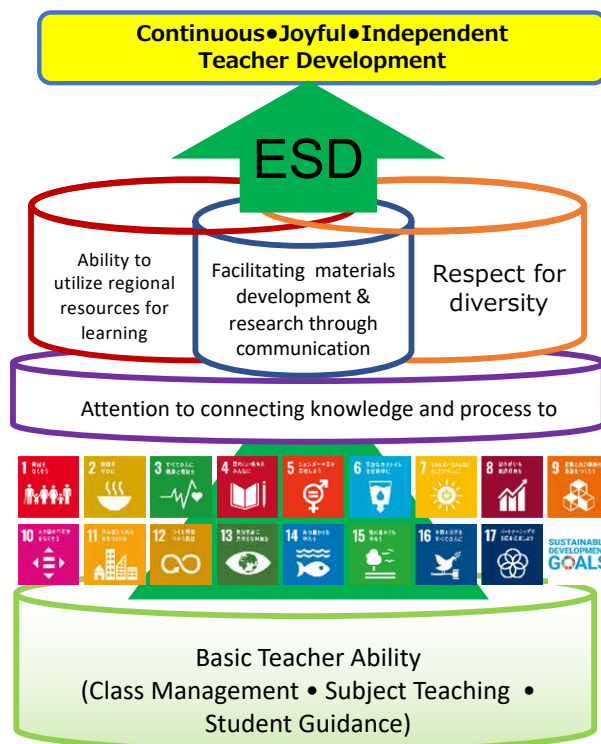 Continuous●Joyful●Independent
Teacher Development
ESD
Ability to
utilize regional
resources for
learning
Facilitating materials
development &
research through
communication
Respect for
diversity
Attention to connecting knowledge and process to
1
2
3
4
5
6
7
8
9
10
11
12
13
14
15
16
17
SUSTAINABLE
DEVELOPMENT
GOALS
Basic Teacher Ability
(Class Management • Subject Teaching •
Student Guidance)